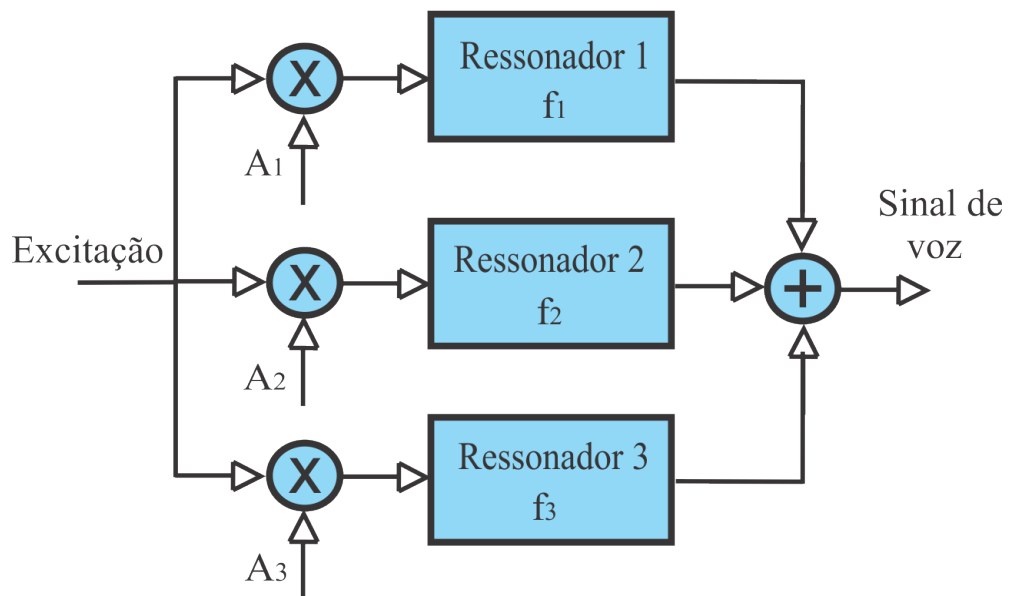 Ressonador 1
f1
X
A1
Excitação
Ressonador 2
f2
X
A2
+
Sinal de
voz
Ressonador 3
f3
X
A3